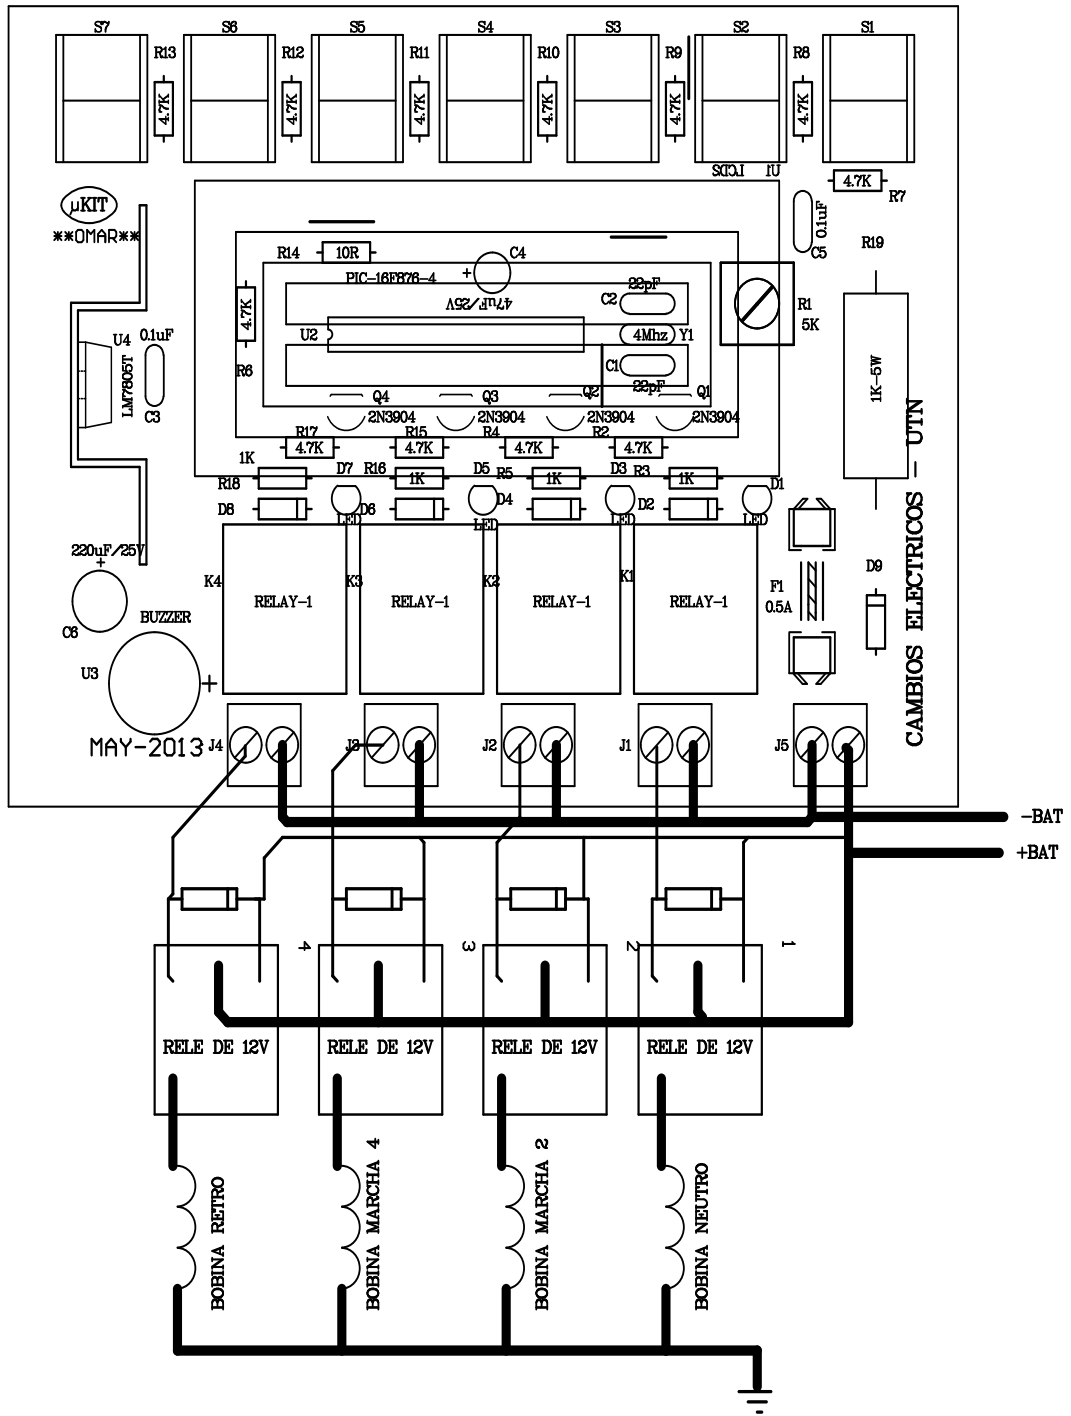 S7 S6 S5 S4 S3 S2 S1
R13 R12 R11 R10 R9 R8
4.7K 4.7K 4.7K 4.7K 4.7K 4.7K
LCDS U1
4.7K
R7
μKIT
**OMAR**
0.1uF
C5
R19
R14 10R C4
PIC-16F876-4
22pF
C2
47uF/25V
R1
5K
4.7K
U2
4Mhz Y1
U4 0.1uF
C1
22pF
R6
LM7805T
C3
1K-5W
Q4 Q3 Q2 Q1
2N3904 2N3904 2N3904 2N3904
R17 R15 R4 R2
4.7K 4.7K 4.7K 4.7K
1K D7 R16 D5 R5 D3 R3 D1
R18 1K 1K 1K
D8 D6 D4 D2
LED LED LED LED
CAMBIOS ELECTRICOS - UTN
220uF/25V
K4 K3 K2 K1
RELAY-1 RELAY-1 RELAY-1 RELAY-1
F1
0.5A
D9
C6
BUZZER
U3
MAY-2013
J4 J3 J2 J1 J5
-BAT
+BAT
4 3 2 1
RELE DE 12V RELE DE 12V RELE DE 12V RELE DE 12V
BOBINA RETRO
BOBINA MARCHA 4
BOBINA MARCHA 2
BOBINA NEUTRO